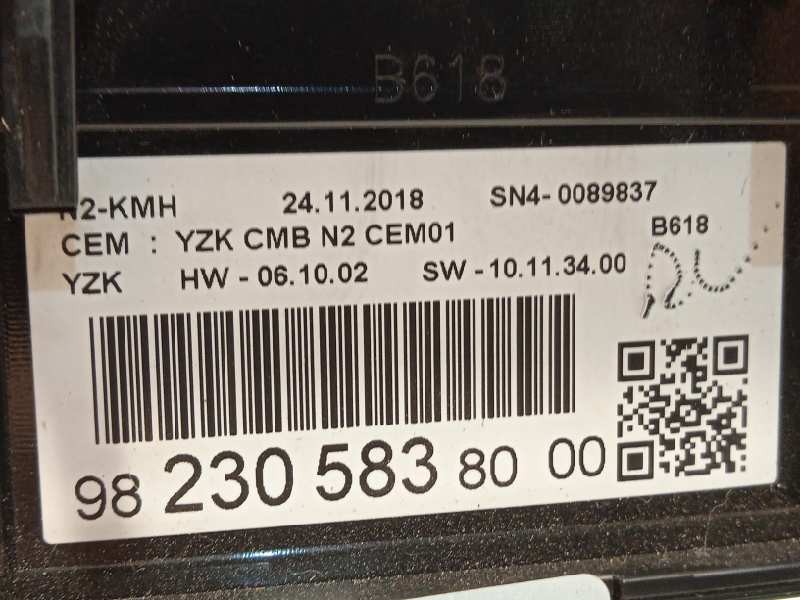 B618
N2-KMH 24.11.2018 SN4-0089837
CEM : YZK CMB N2 CEM01 B618
YZK HW - 06.10.02 SW - 10.11.34.00
98 230 583 80 00